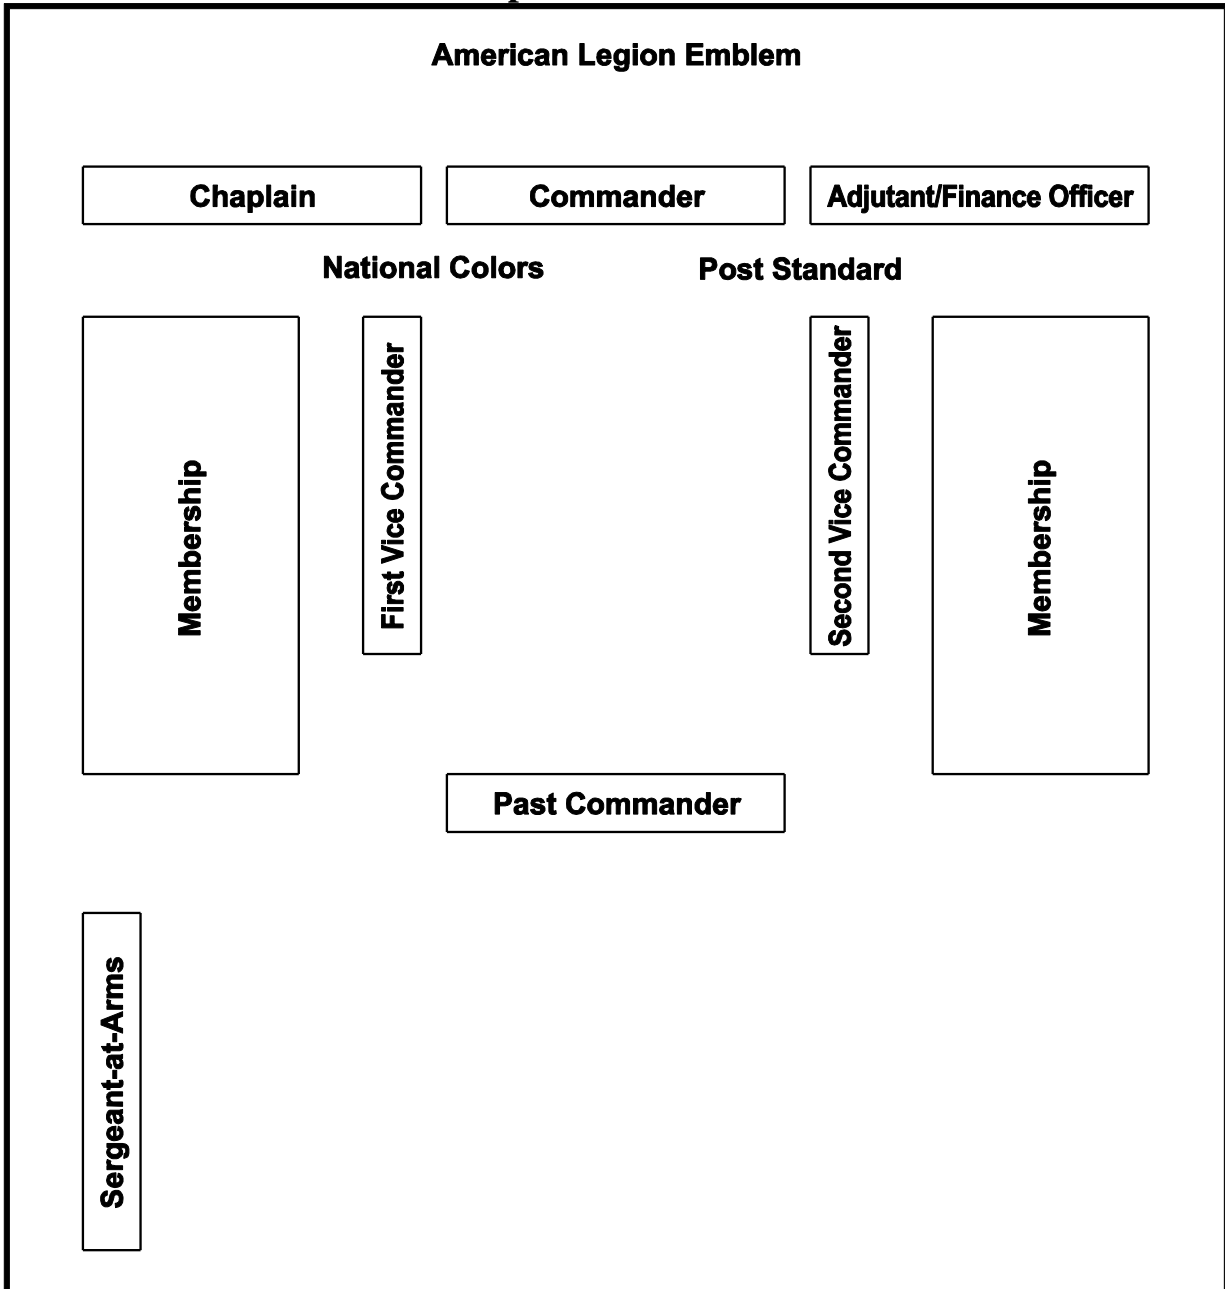 American Legion Emblem
Chaplain
Commander
Adjutant/Finance Officer
National Colors
Post Standard
Membership
First Vice Commander
Second Vice Commander
Membership
Past Commander
Sergeant-at-Arms